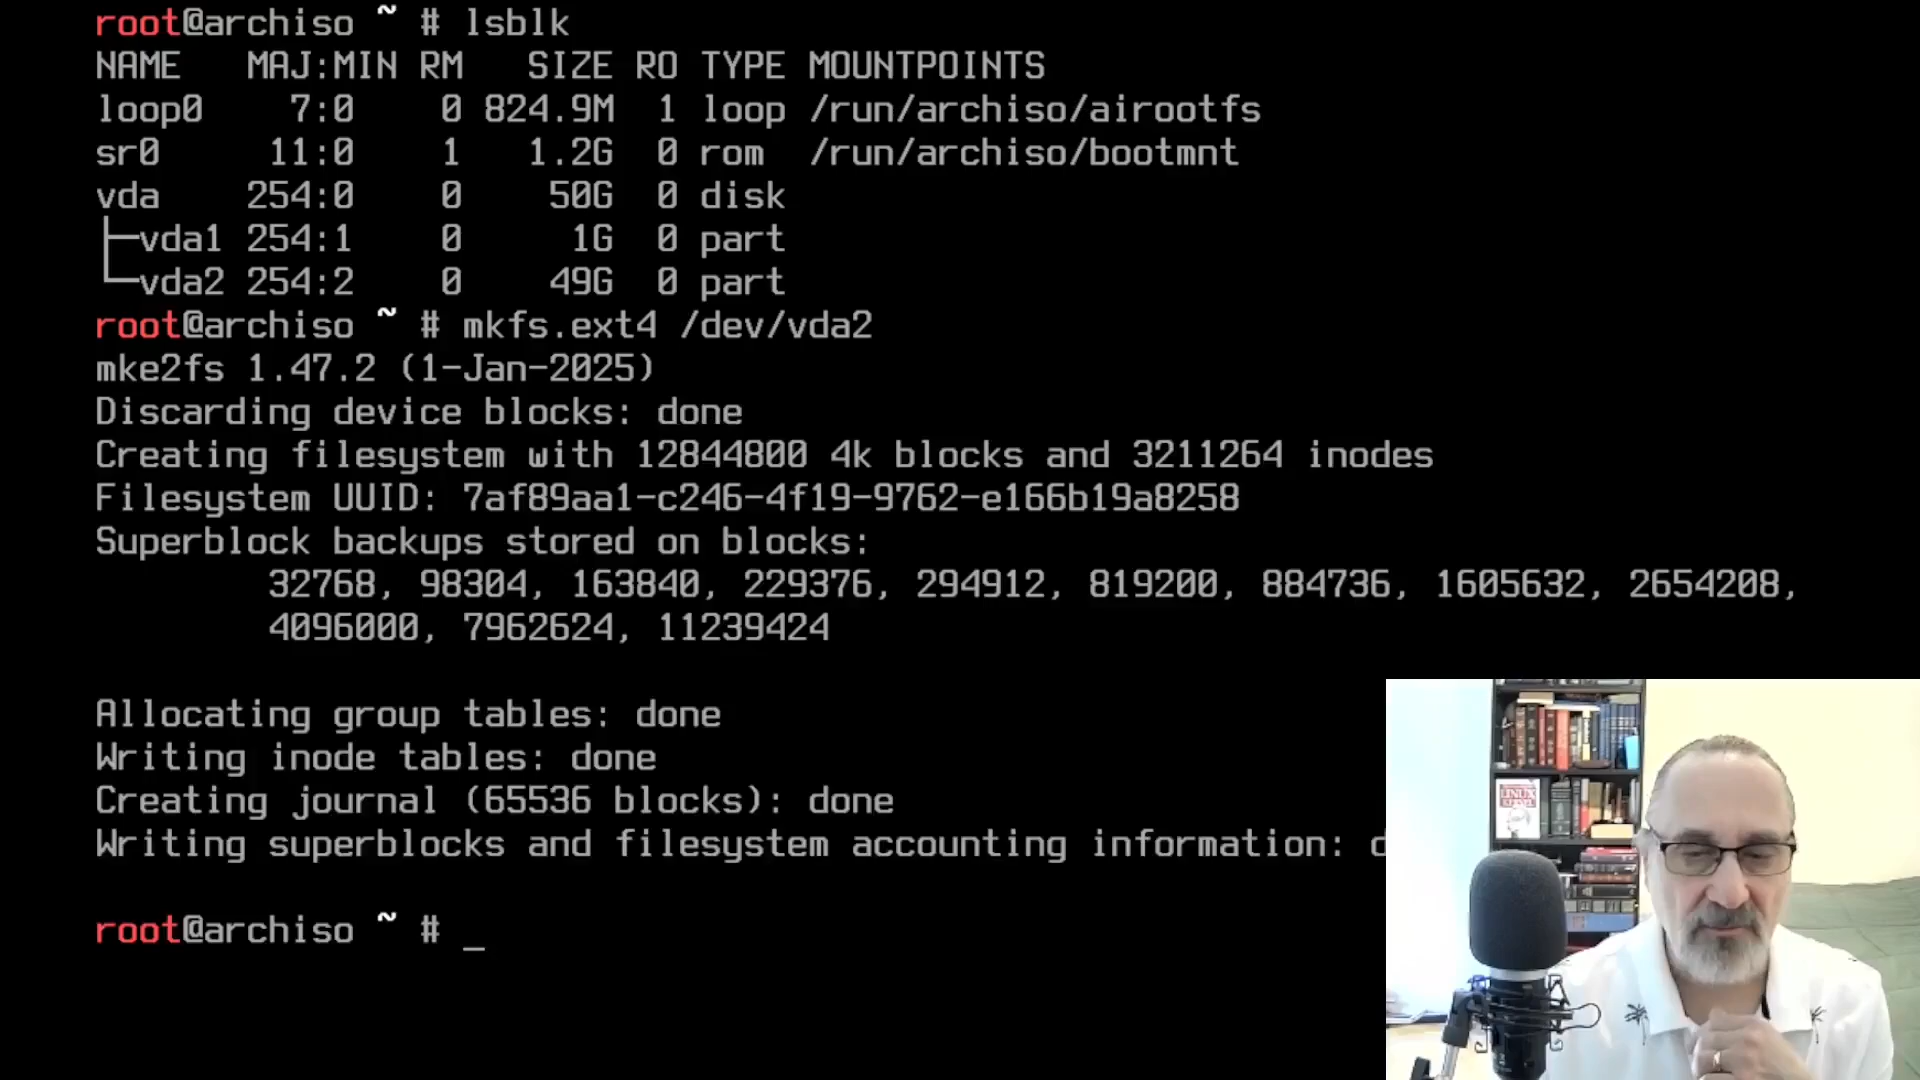 root@archiso ~ # lsblk
NAME   MAJ:MIN RM   SIZE RO TYPE MOUNTPOINTS
loop0    7:0    0 824.9M  1 loop /run/archiso/airootfs
sr0     11:0    1   1.2G  0 rom  /run/archiso/bootmnt
vda    254:0    0    50G  0 disk
├─vda1 254:1    0     1G  0 part
└─vda2 254:2    0    49G  0 part
root@archiso ~ # mkfs.ext4 /dev/vda2
mke2fs 1.47.2 (1-Jan-2025)
Discarding device blocks: done
Creating filesystem with 12844800 4k blocks and 3211264 inodes
Filesystem UUID: 7af89aa1-c246-4f19-9762-e166b19a8258
Superblock backups stored on blocks:
        32768, 98304, 163840, 229376, 294912, 819200, 884736, 1605632, 2654208,
        4096000, 7962624, 11239424
Allocating group tables: done
Writing inode tables: done
Creating journal (65536 blocks): done
Writing superblocks and filesystem accounting information: d
root@archiso ~ # _
LINUX
KERNEL